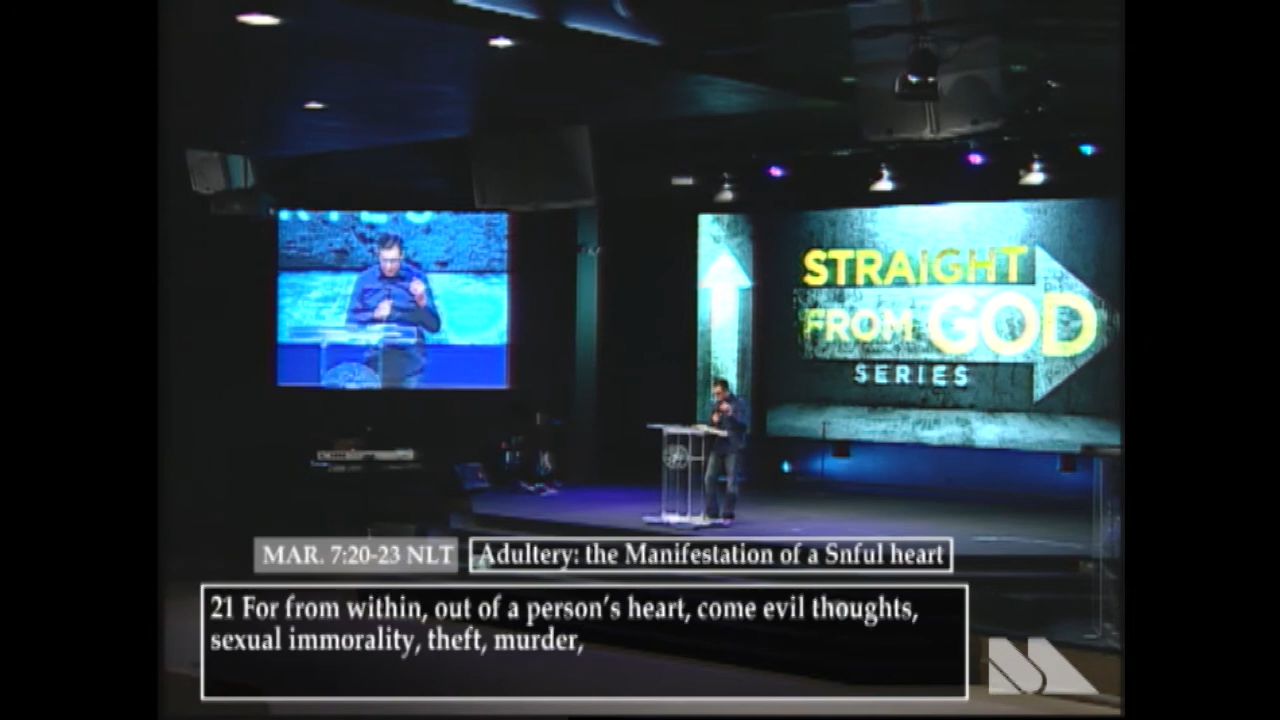 STRAIGHT
FROM GOD
SERIES
MAR. 7:20-23 NLT
Adultery: the Manifestation of a Snful heart
21 For from within, out of a person's heart, come evil thoughts,
sexual immorality, theft, murder,